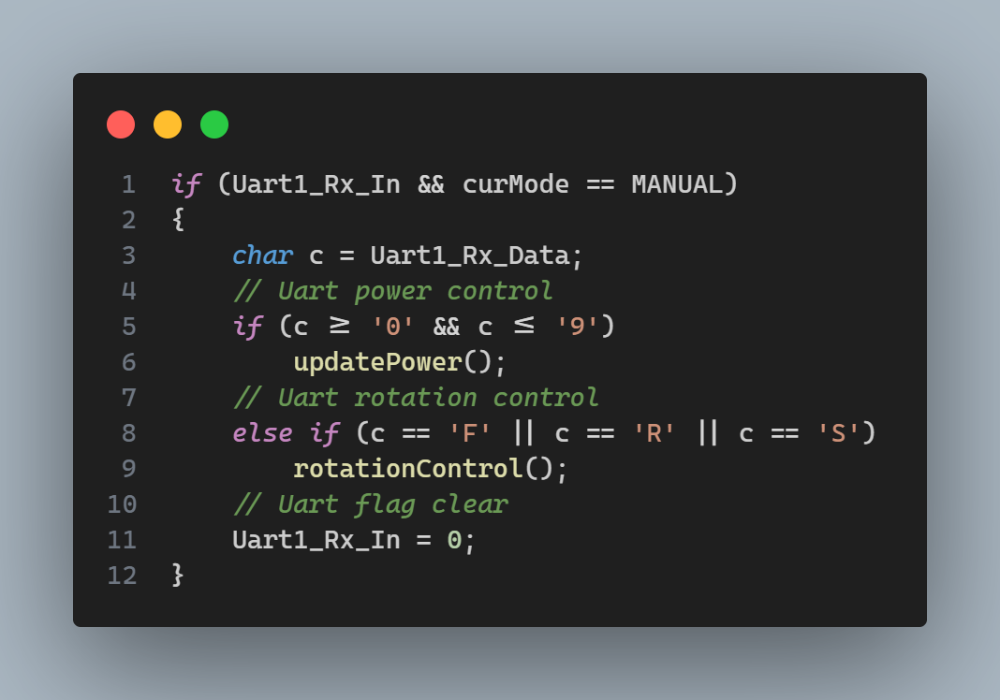 1 if (Uart1_Rx_In && curMode == MANUAL)
2 {
3     char c = Uart1_Rx_Data;
4     // Uart power control
5     if (c ≥ '0' && c ≤ '9')
6         updatePower();
7     // Uart rotation control
8     else if (c == 'F' || c == 'R' || c == 'S')
9         rotationControl();
10     // Uart flag clear
11     Uart1_Rx_In = 0;
12 }